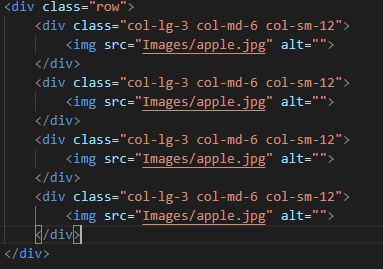 <div class="row">
<div class="col-lg-3 col-md-6 col-sm-12">
<img src="Images/apple.jpg" alt="">
</div>
<div class="col-lg-3 col-md-6 col-sm-12">
<img src="Images/apple.jpg" alt="">
</div>
<div class="col-lg-3 col-md-6 col-sm-12">
<img src="Images/apple.jpg" alt="">
</div>
<div class="col-lg-3 col-md-6 col-sm-12">
<img src="Images/apple.jpg" alt="">
</div>
</div>